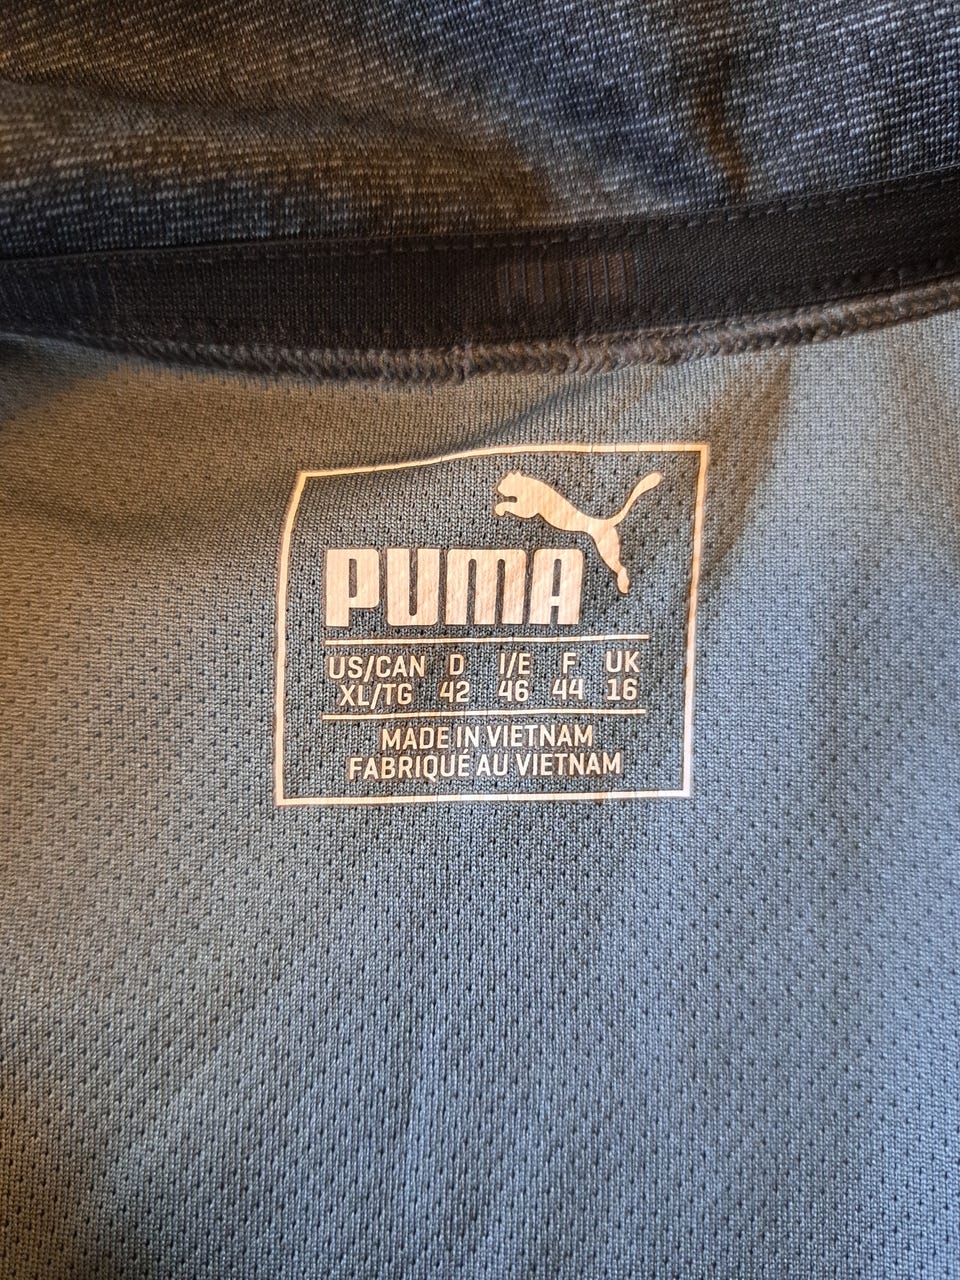 PUMA
US/CAN D I/E F UK
XL/TG 42 46 44 16
MADE IN VIETNAM
FABRIQUÉ AU VIETNAM